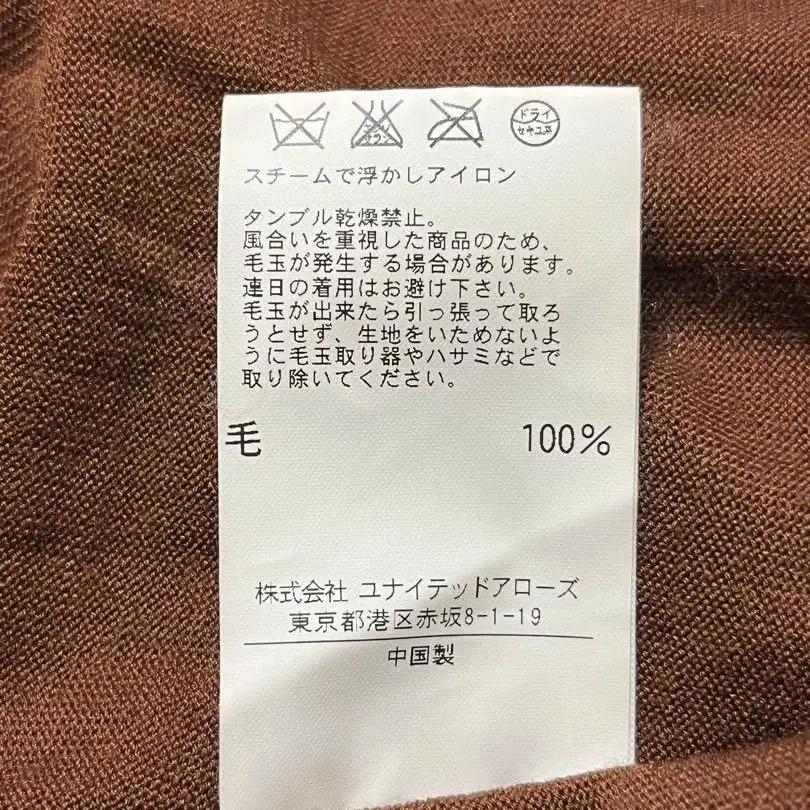 ドライ
セキユ系
スチームで浮かしアイロン
タンブル乾燥禁止。
風合いを重視した商品のため、
毛玉が発生する場合があります。
連日の着用はお避け下さい。
毛玉が出来たら引っ張って取ろ
うとせず、生地をいためないよ
うに毛玉取り器やハサミなどで
取り除いてください。
毛 100%
株式会社 ユナイテッドアローズ
東京都港区赤坂8-1-19
中国製